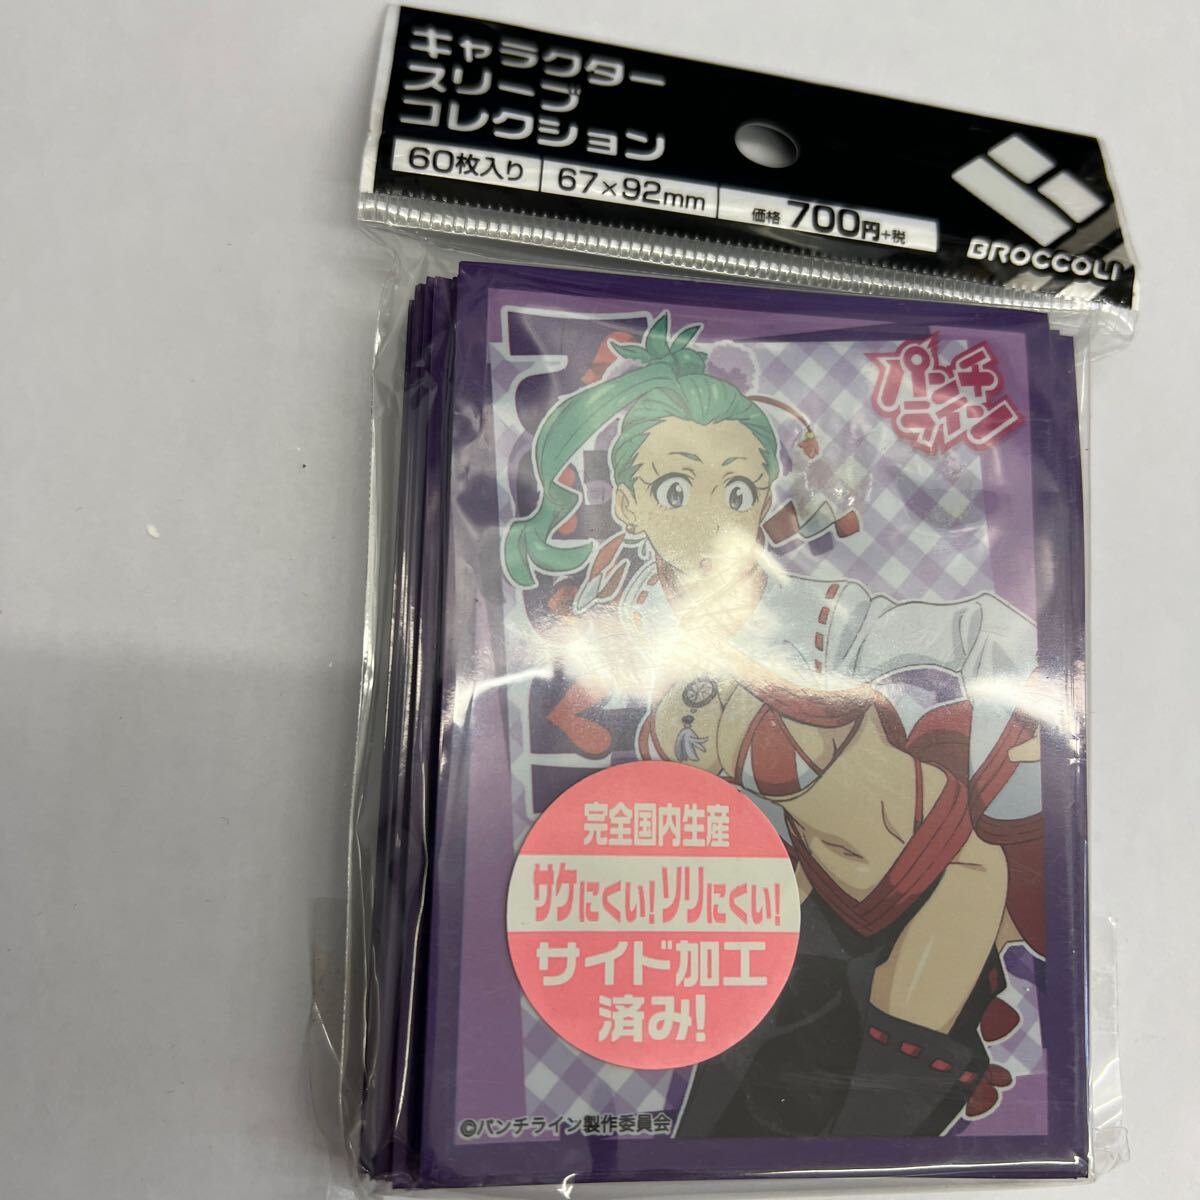 キャラクター
スリーブ
コレクション
60枚入り 67×92mm 価格 700円+税
BROCCOLI
パンチ
ライン
完全国内生産
サケにくい!ソリにくい!
サイド加工
済み!
©パンチライン製作委員会